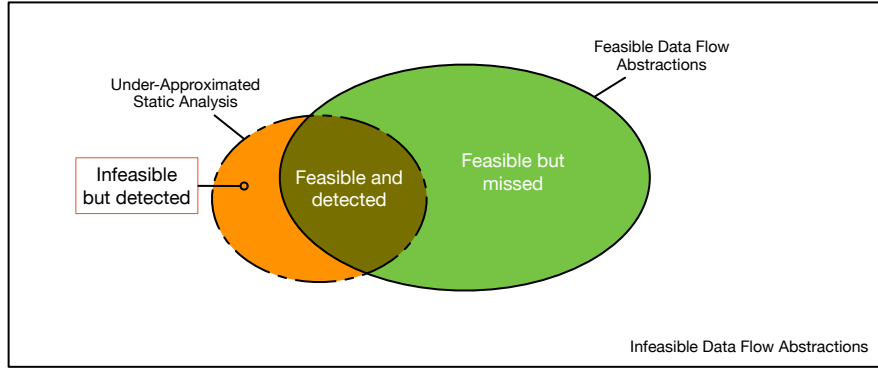 Feasible Data Flow
Abstractions
Under-Approximated
Static Analysis
Infeasible
but detected
Feasible and
detected
Feasible but
missed
Infeasible Data Flow Abstractions